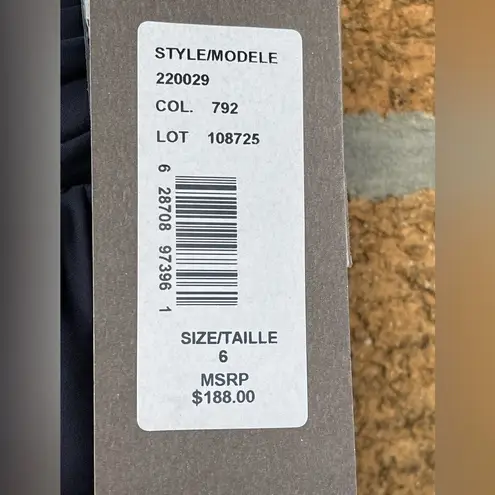 STYLE/MODELE
220029
COL. 792
LOT 108725
6 28708 97396 1
SIZE/TAILLE
6
MSRP
$188.00